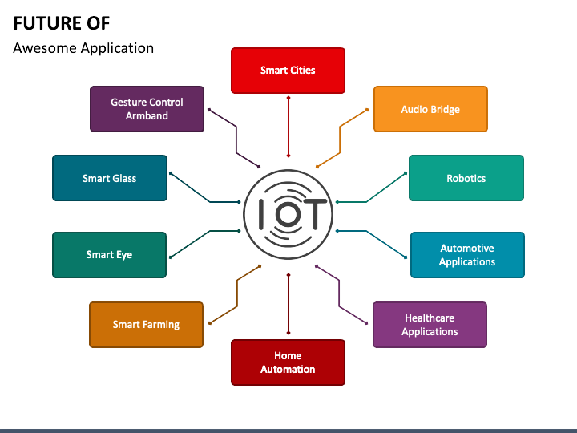 FUTURE OF
Awesome Application
Smart Cities
Gesture Control
Armband
Audio Bridge
Smart Glass
Robotics
IOT
Smart Eye
Automotive
Applications
Smart Farming
Healthcare
Applications
Home
Automation